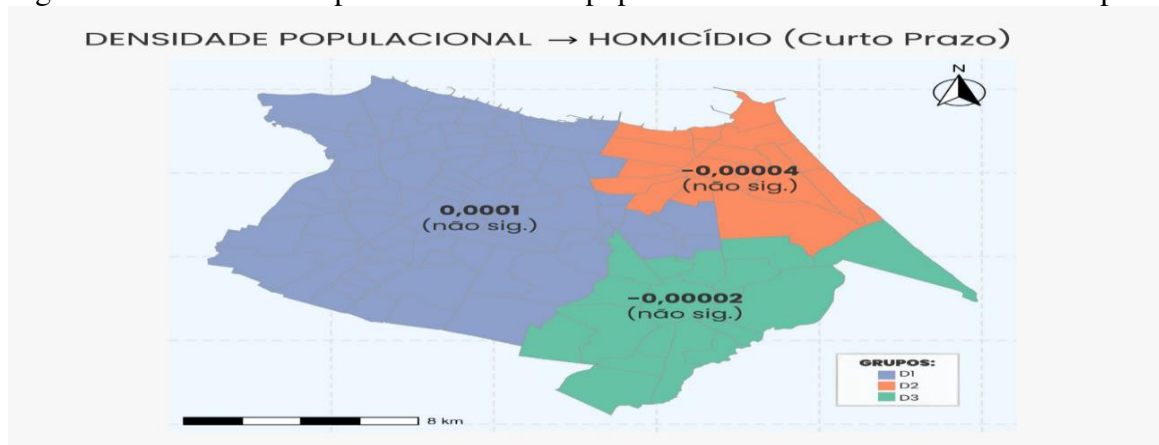 DENSIDADE POPULACIONAL → HOMICÍDIO (Curto Prazo)
N
-0,00004
(não sig.)
0,0001
(não sig.)
-0,00002
(não sig.)
GRUPOS:
D1
D2
D3
8 km